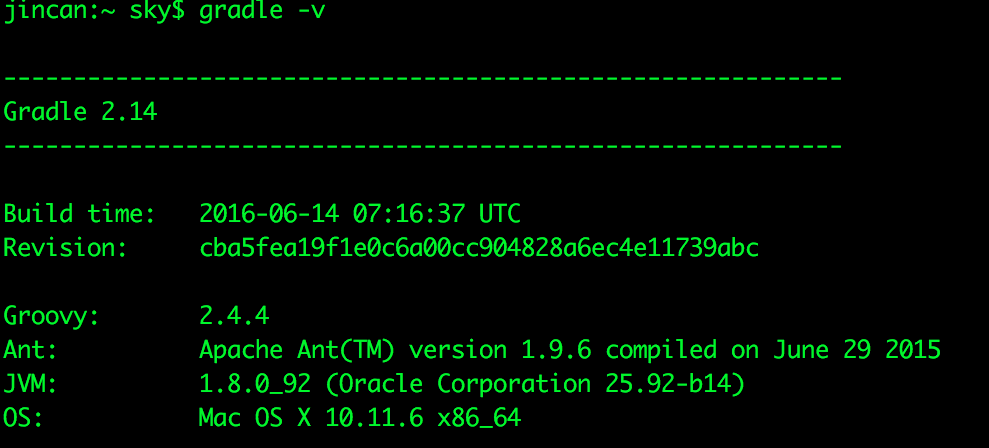 jincan:~ sky$ gradle -v
------------------------------------------------------------
Gradle 2.14
------------------------------------------------------------
Build time:   2016-06-14 07:16:37 UTC
Revision:     cba5fea19f1e0c6a00cc904828a6ec4e11739abc
Groovy:       2.4.4
Ant:          Apache Ant(TM) version 1.9.6 compiled on June 29 2015
JVM:          1.8.0_92 (Oracle Corporation 25.92-b14)
OS:           Mac OS X 10.11.6 x86_64